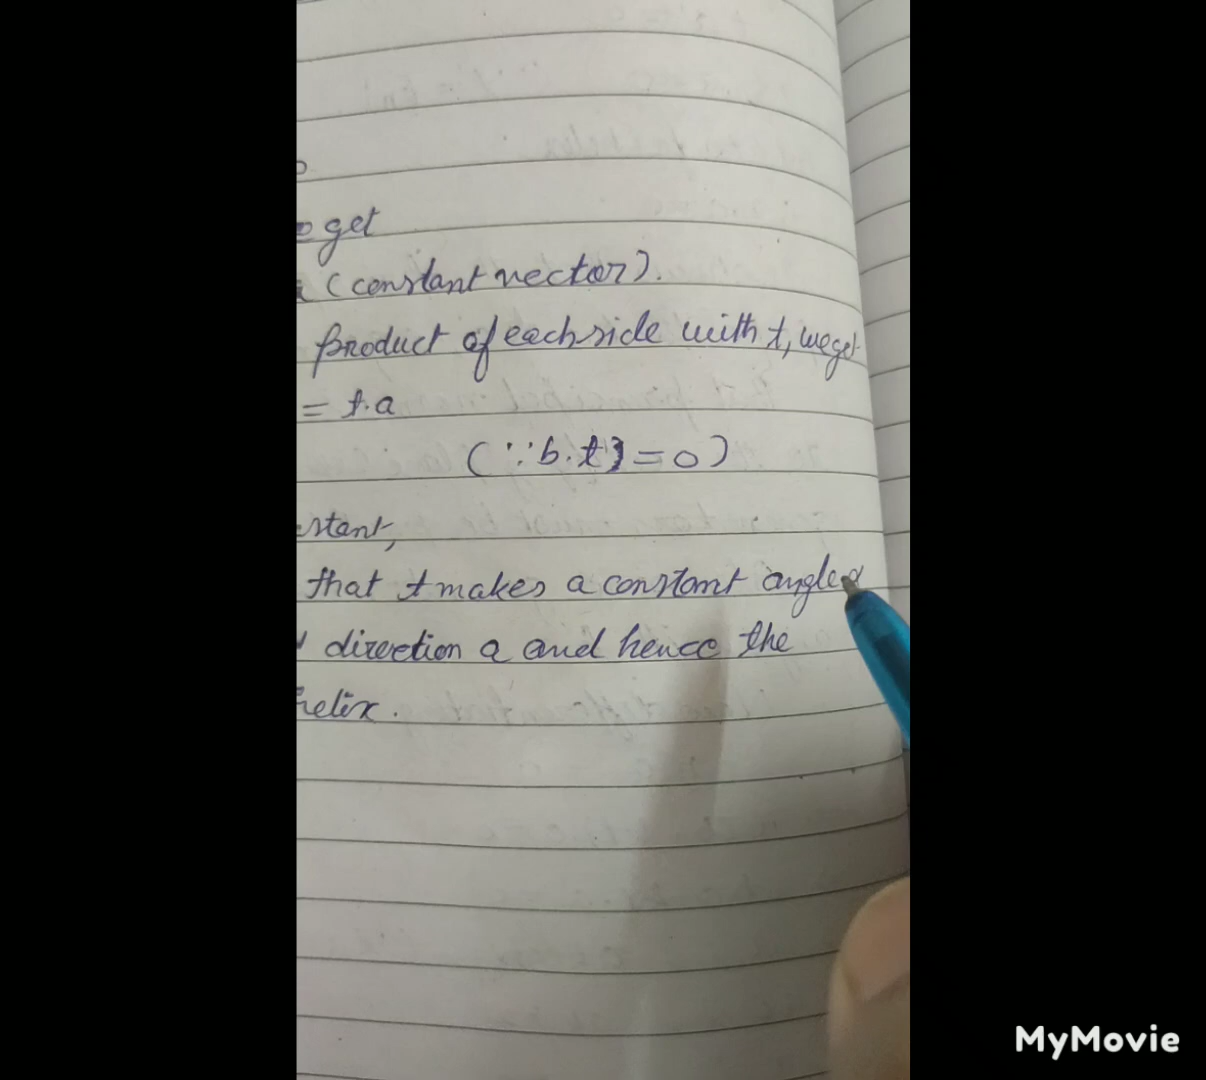 get
(constant vector).
product of each side with t, we get
= t.a
(∵ b.t) = 0)
that t makes a constant angle α
direction a and hence the
helix.
MyMovie